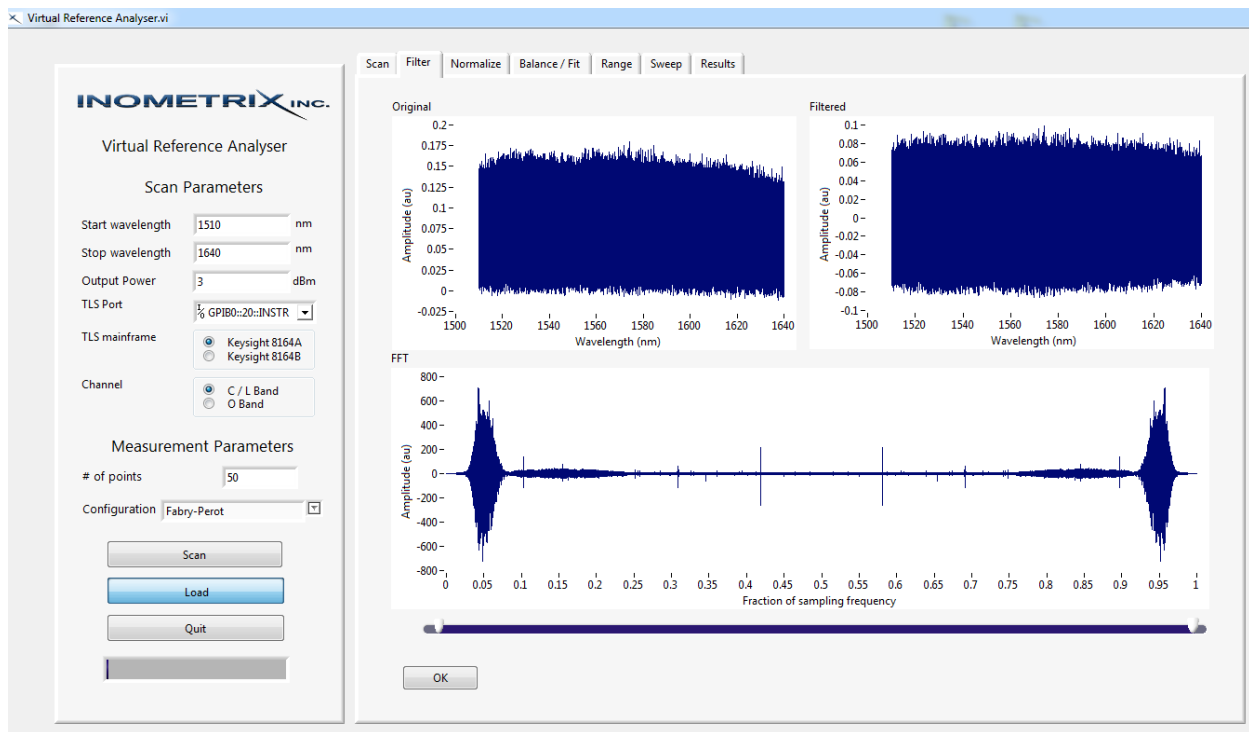 Virtual Reference Analyser.vi
INOMETRIX INC.
Virtual Reference Analyser
Scan Parameters
Start wavelength 1510 nm
Stop wavelength 1640 nm
Output Power 3 dBm
TLS Port GPIB0::20::INSTR
TLS mainframe Keysight 8164A
Keysight 8164B
Channel C / L Band
O Band
Measurement Parameters
# of points 50
Configuration Fabry-Perot
Scan
Load
Quit
Scan Filter Normalize Balance / Fit Range Sweep Results
Original
0.2
0.175
0.15
0.125
0.1
0.075
0.05
0.025
0
-0.025
Amplitude (au)
1500 1520 1540 1560 1580 1600 1620 1640
Wavelength (nm)
Filtered
0.1
0.08
0.06
0.04
0.02
0
-0.02
-0.04
-0.06
-0.08
-0.1
Amplitude (au)
1500 1520 1540 1560 1580 1600 1620 1640
Wavelength (nm)
FFT
800
600
400
200
0
-200
-400
-600
-800
Amplitude (au)
0 0.05 0.1 0.15 0.2 0.25 0.3 0.35 0.4 0.45 0.5 0.55 0.6 0.65 0.7 0.75 0.8 0.85 0.9 0.95 1
Fraction of sampling frequency
OK